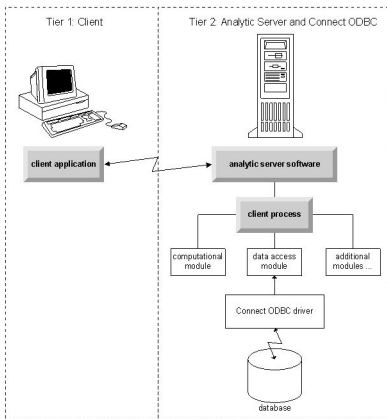 Tier 1: Client
Tier 2: Analytic Server and Connect ODBC
client application
analytic server software
client process
computational
module
data access
module
additional
modules ...
Connect ODBC driver
database